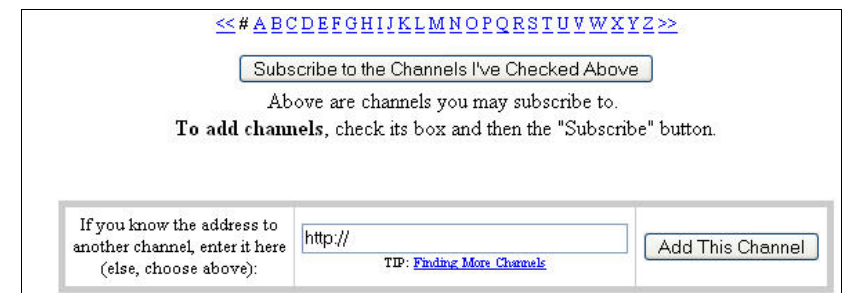 << # A B C D E F G H I J K L M N O P Q R S T U V W X Y Z >>
Subscribe to the Channels I've Checked Above
Above are channels you may subscribe to.
To add channels, check its box and then the "Subscribe" button.
If you know the address to
another channel, enter it here
(else, choose above):
http://
TIP: Finding More Channels
Add This Channel